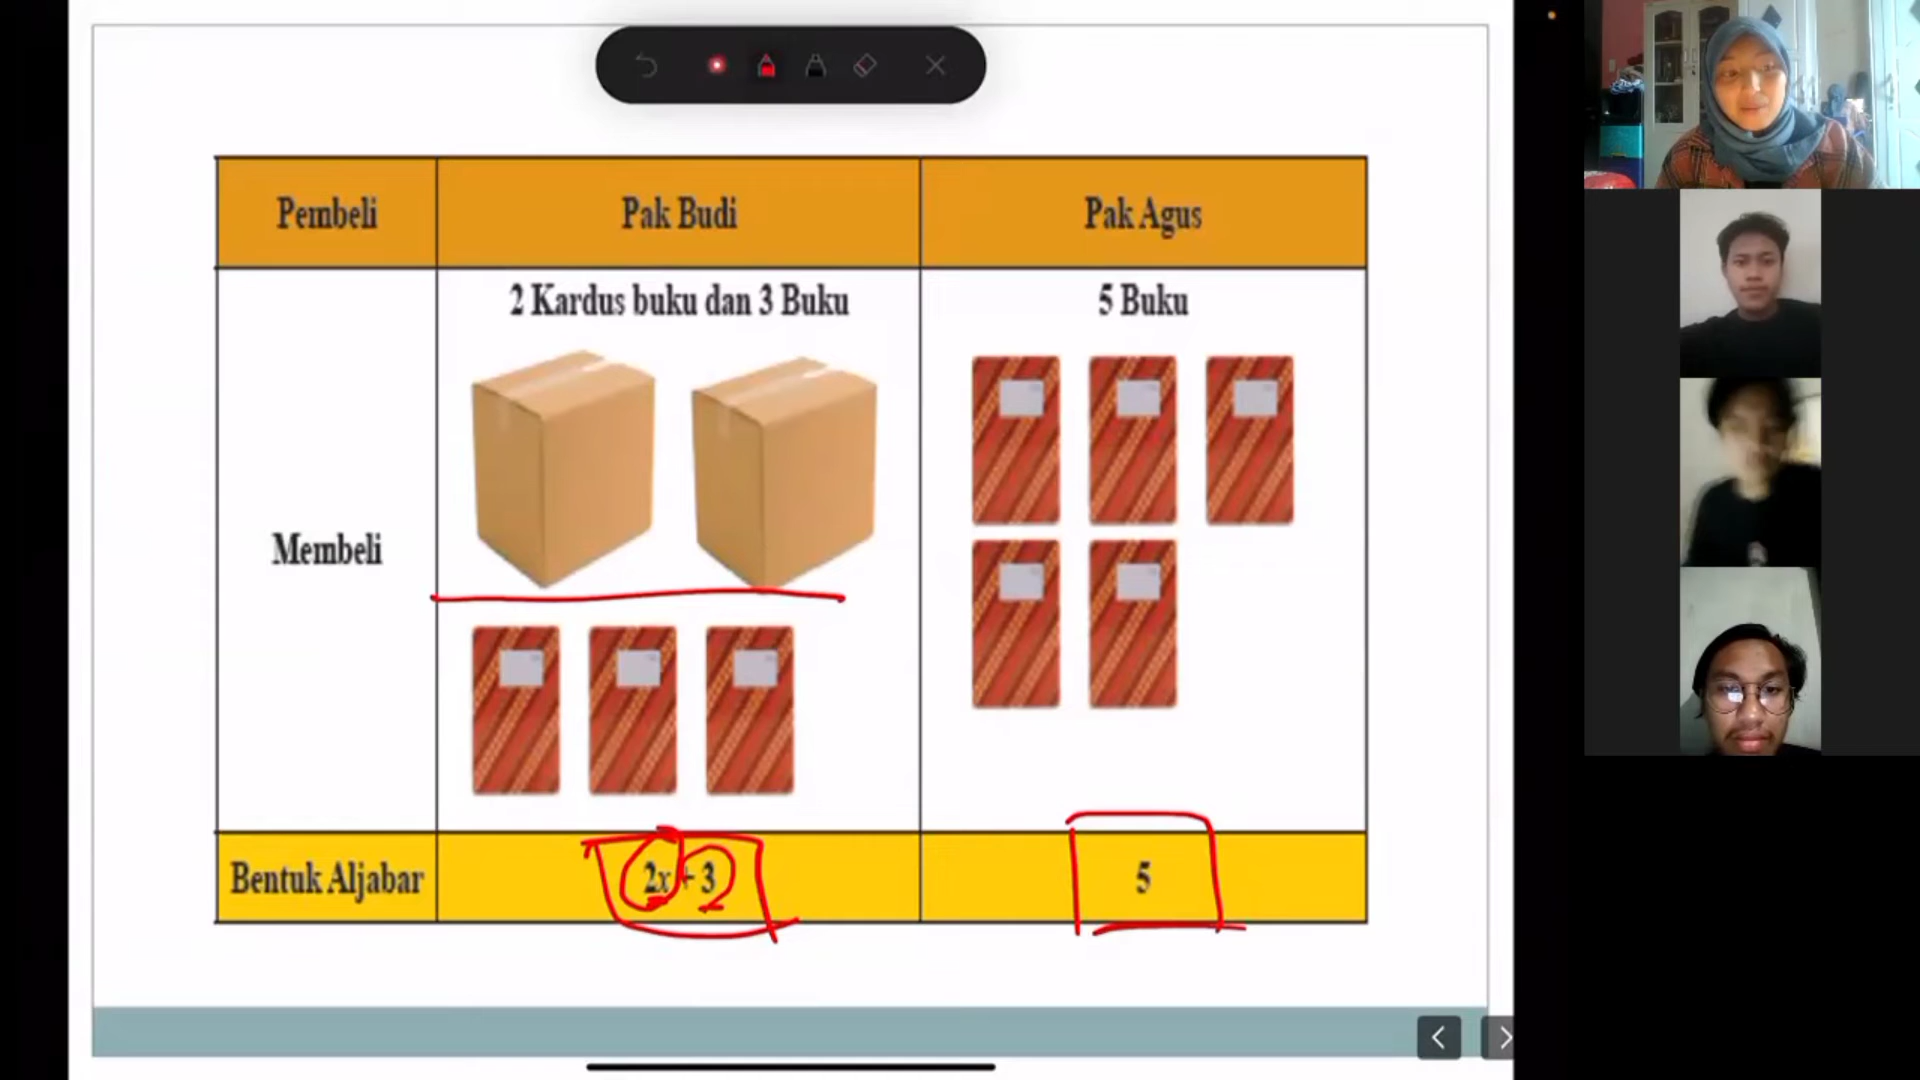 Pembeli
Pak Budi
Pak Agus
Membeli
2 Kardus buku dan 3 Buku
5 Buku
Bentuk Aljabar
2x + 3
5